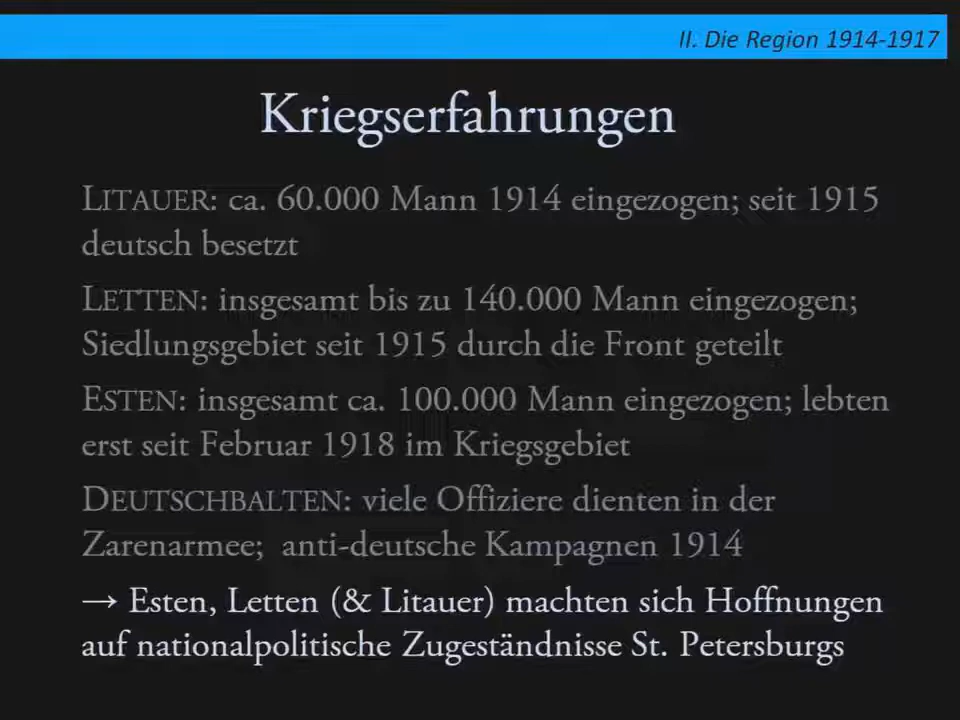 II. Die Region 1914-1917
Kriegserfahrungen
LITAUER: ca. 60.000 Mann 1914 eingezogen; seit 1915
deutsch besetzt
LETTEN: insgesamt bis zu 140.000 Mann eingezogen;
Siedlungsgebiet seit 1915 durch die Front geteilt
ESTEN: insgesamt ca. 100.000 Mann eingezogen; lebten
erst seit Februar 1918 im Kriegsgebiet
DEUTSCHBALTEN: viele Offiziere dienten in der
Zarenarmee; anti-deutsche Kampagnen 1914
→ Esten, Letten (& Litauer) machten sich Hoffnungen
auf nationalpolitische Zugeständnisse St. Petersburgs